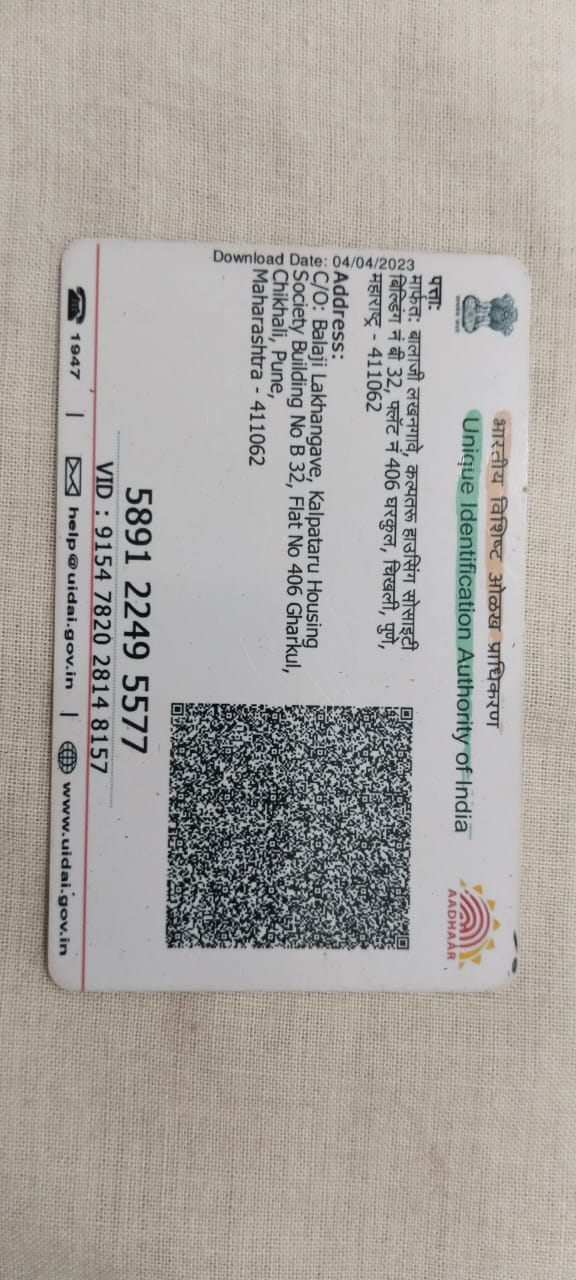 भारतीय विशिष्ट ओळख प्राधिकरण
Unique Identification Authority of India
AADHAAR
Download Date: 04/04/2023
पत्ता:
मार्फत: बालाजी लखनगावे, कल्पतरू हाउसिंग सोसाइटी
बिल्डिंग नं बी 32, फ्लॅट नं 406 घरकुल, चिखली, पुणे,
महाराष्ट्र - 411062
Address:
C/O: Balaji Lakhangave, Kalpataru Housing
Society Building No B 32, Flat No 406 Gharkul,
Chikhali, Pune,
Maharashtra - 411062
5891 2249 5577
VID : 9154 7820 2814 8157
1947 | help@uidai.gov.in | www.uidai.gov.in